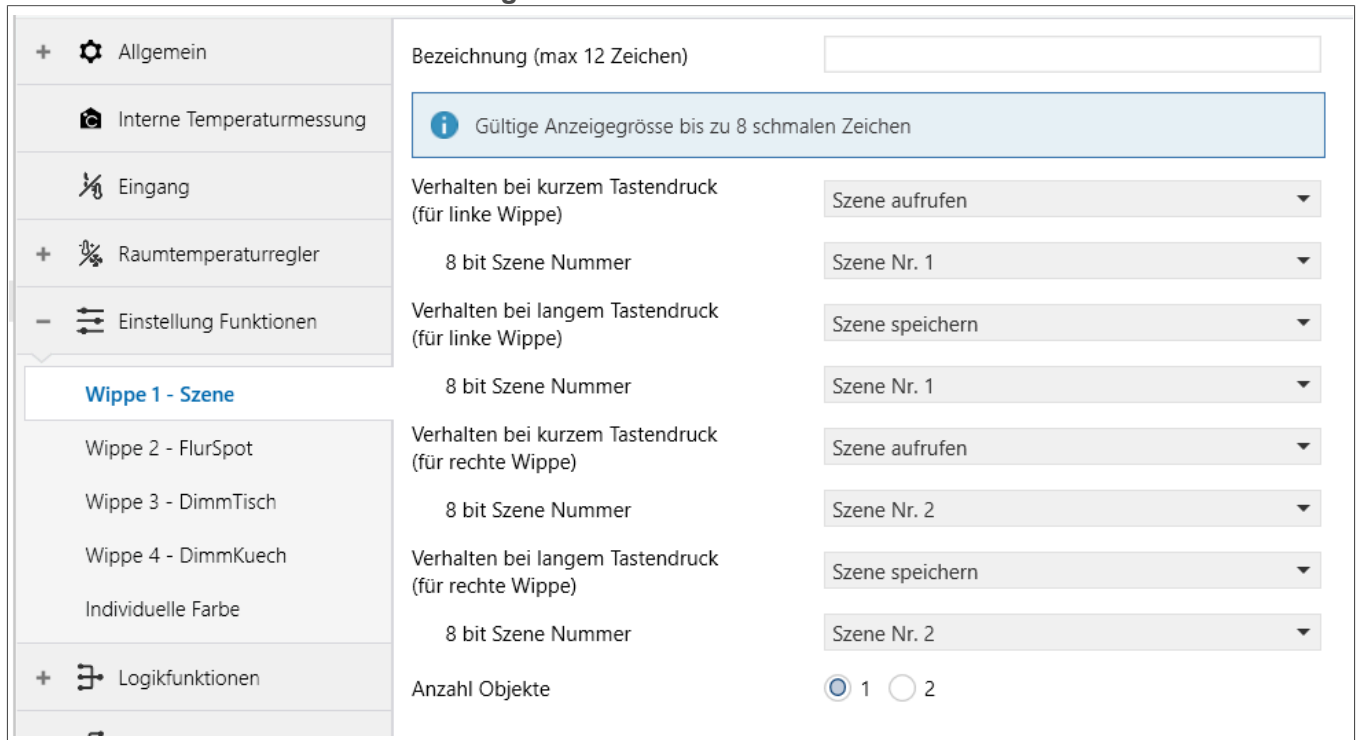 + Allgemein
Interne Temperaturmessung
Eingang
+ Raumtemperaturregler
− Einstellung Funktionen
Wippe 1 - Szene
Wippe 2 - FlurSpot
Wippe 3 - DimmTisch
Wippe 4 - DimmKuech
Individuelle Farbe
+ Logikfunktionen
Bezeichnung (max 12 Zeichen)
Gültige Anzeigegrösse bis zu 8 schmalen Zeichen
Verhalten bei kurzem Tastendruck
(für linke Wippe)
Szene aufrufen
8 bit Szene Nummer
Szene Nr. 1
Verhalten bei langem Tastendruck
(für linke Wippe)
Szene speichern
8 bit Szene Nummer
Szene Nr. 1
Verhalten bei kurzem Tastendruck
(für rechte Wippe)
Szene aufrufen
8 bit Szene Nummer
Szene Nr. 2
Verhalten bei langem Tastendruck
(für rechte Wippe)
Szene speichern
8 bit Szene Nummer
Szene Nr. 2
Anzahl Objekte
1 2